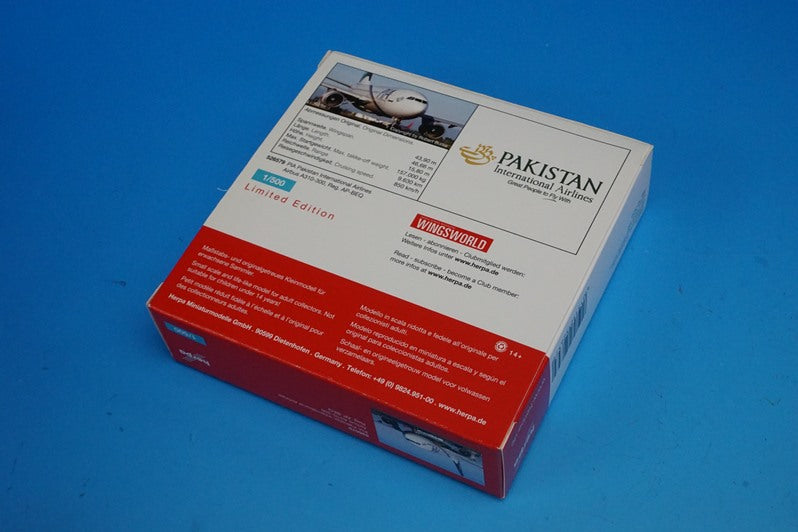 Abmessungen Original. Original Dimensions.
Spannweite, Wingspan. 43,90 m
Länge, Length. 46,66 m
Höhe, Height. 15,80 m
Max. Startgewicht, Max. take-off weight. 157.000 kg
Reichweite, Range 9.630 km
Reisegeschwindigkeit, Cruising speed. 850 km/h
526579 PIA Pakistan International Airlines
Airbus A310-300, Reg. AP-BEQ
1/500
Limited Edition
PIA
PAKISTAN
International Airlines
Great People to Fly With
WINGSWORLD
Lesen - abonnieren - Clubmitglied werden:
Weitere Infos unter www.herpa.de
Read - subscribe - become a Club member:
more infos at www.herpa.de
Maßstabs- und originalgetreues Kleinmodell für
erwachsene Sammler.
Small scale and life-like model for adult collectors. Not
suitable for children under 14 years!
Petit modèle réduit fidèle à l'échelle et à l'original pour
des collectionneurs adultes.
Herpa Miniaturmodelle GmbH · 90599 Dietenhofen · Germany · Telefon: +49 (0) 9824.951-00 · www.herpa.de
Modello in scala ridotta e fedele all'originale per
collezionisti adulti.
Modelo reproducido en miniatura a escala y según el
original para coleccionistas adultos.
Schaal- en origineelgetrouw model voor volwassen
verzamelaars.
14+
1/500
herpa